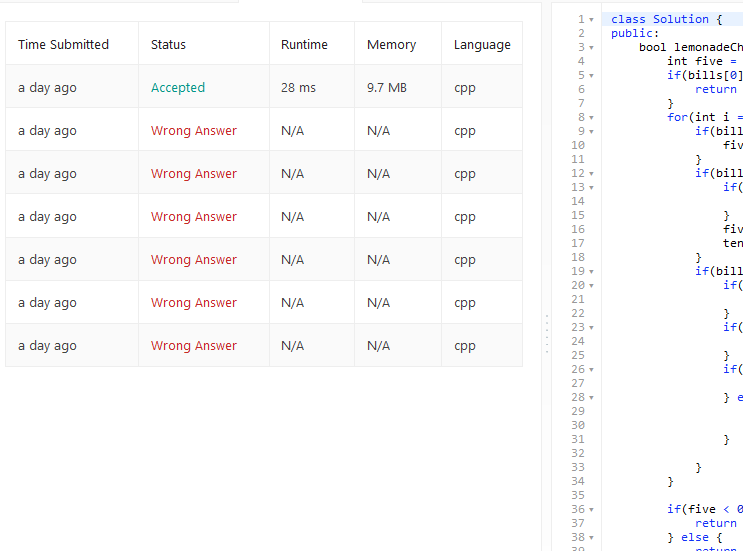 Time Submitted Status Runtime Memory Language
a day ago Accepted 28 ms 9.7 MB cpp
a day ago Wrong Answer N/A N/A cpp
a day ago Wrong Answer N/A N/A cpp
a day ago Wrong Answer N/A N/A cpp
a day ago Wrong Answer N/A N/A cpp
a day ago Wrong Answer N/A N/A cpp
a day ago Wrong Answer N/A N/A cpp
1 class Solution {
2 public:
3 bool lemonadeCh
4 int five =
5 if(bills[0]
6 return
7 }
8 for(int i =
9 if(bill
10 fiv
11 }
12 if(bill
13 if(
14
15 }
16 fiv
17 ten
18 }
19 if(bill
20 if(
21
22 }
23 if(
24
25 }
26 if(
27
28 } e
29
30
31 }
32
33 }
34 }
35
36 if(five < 0
37 return
38 } else {
39 return